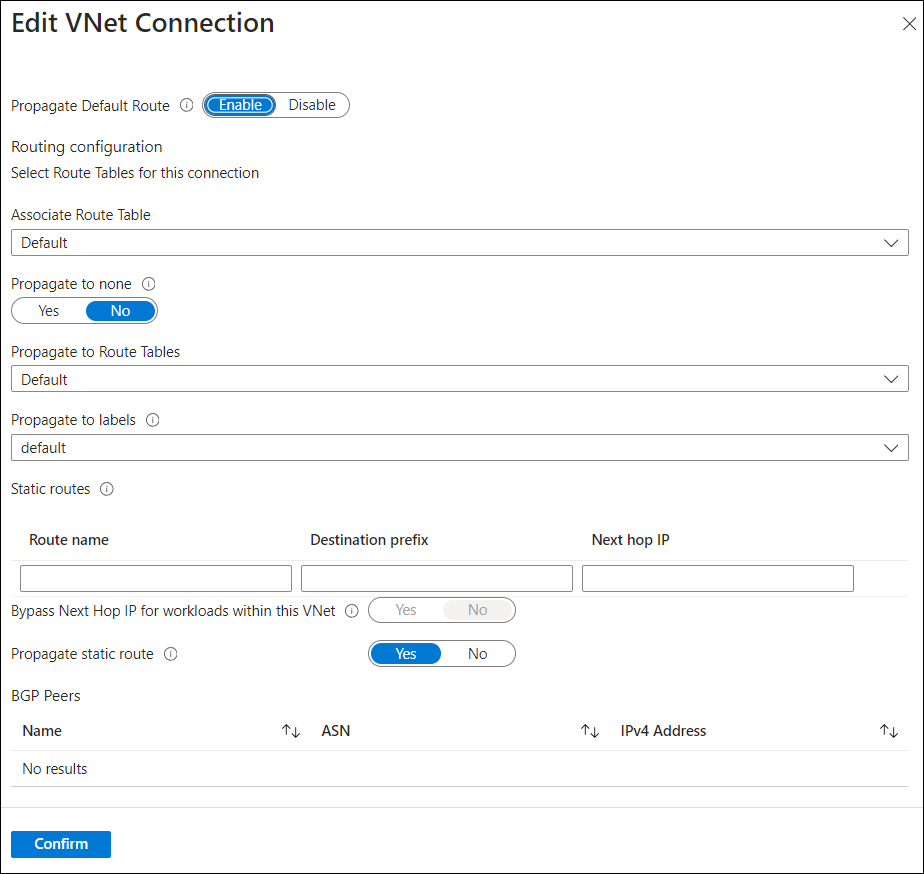 Edit VNet Connection
Propagate Default Route Enable Disable
Routing configuration
Select Route Tables for this connection
Associate Route Table
Default
Propagate to none
Yes No
Propagate to Route Tables
Default
Propagate to labels
default
Static routes
Route name Destination prefix Next hop IP
Bypass Next Hop IP for workloads within this VNet Yes No
Propagate static route Yes No
BGP Peers
Name ASN IPv4 Address
No results
Confirm